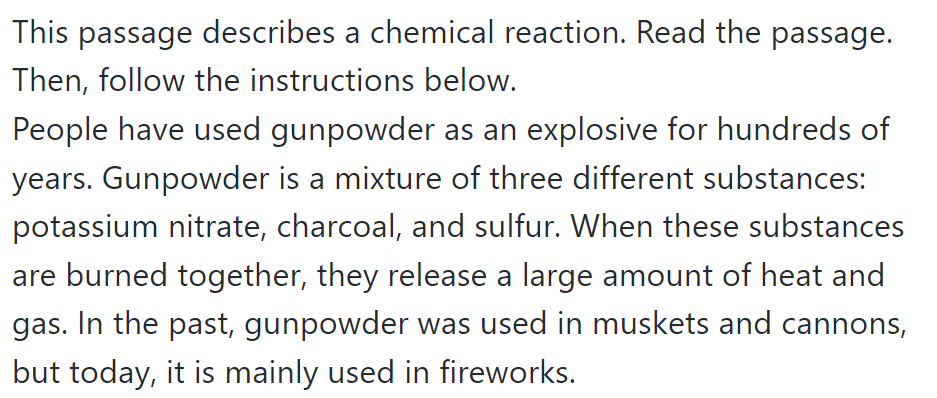 This passage describes a chemical reaction. Read the passage.
Then, follow the instructions below.
People have used gunpowder as an explosive for hundreds of
years. Gunpowder is a mixture of three different substances:
potassium nitrate, charcoal, and sulfur. When these substances
are burned together, they release a large amount of heat and
gas. In the past, gunpowder was used in muskets and cannons,
but today, it is mainly used in fireworks.